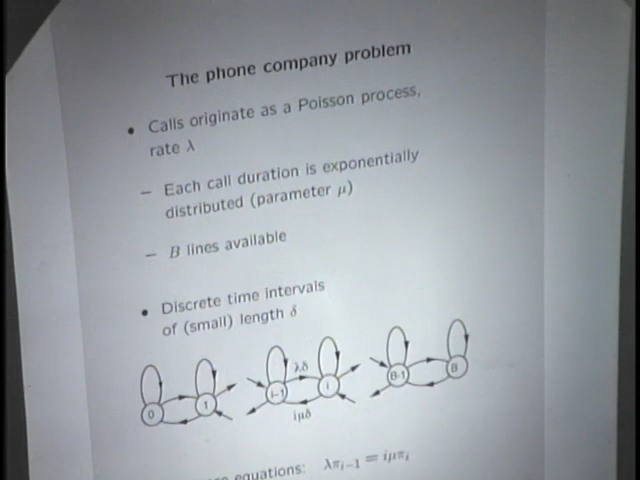 The phone company problem
• Calls originate as a Poisson process,
rate λ
– Each call duration is exponentially
distributed (parameter μ)
– B lines available
• Discrete time intervals
of (small) length δ
λδ
0 1 i-1 i B-1 B
iμδ
equations: λπ_{i−1} = iμπ_i